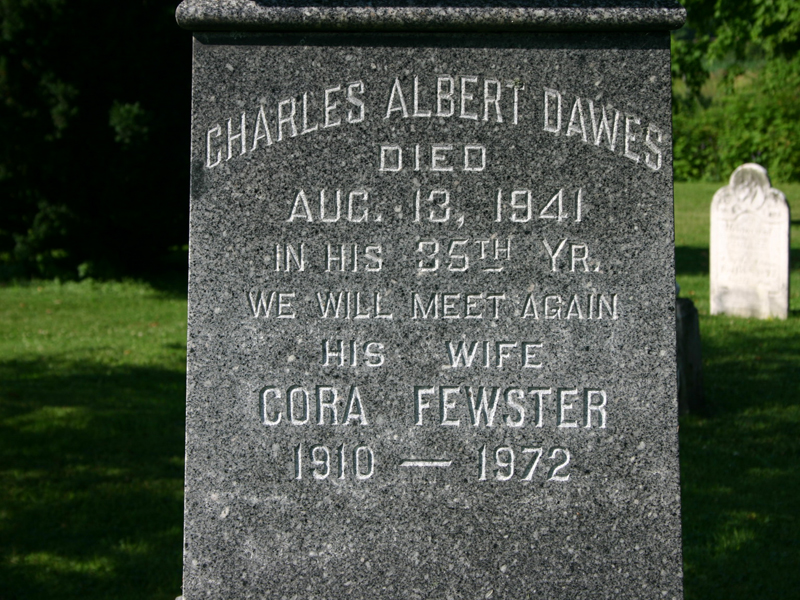 CHARLES ALBERT DAWES
DIED
AUG. 13, 1941
IN HIS 35TH YR.
WE WILL MEET AGAIN
HIS WIFE
CORA FEWSTER
1910 — 1972